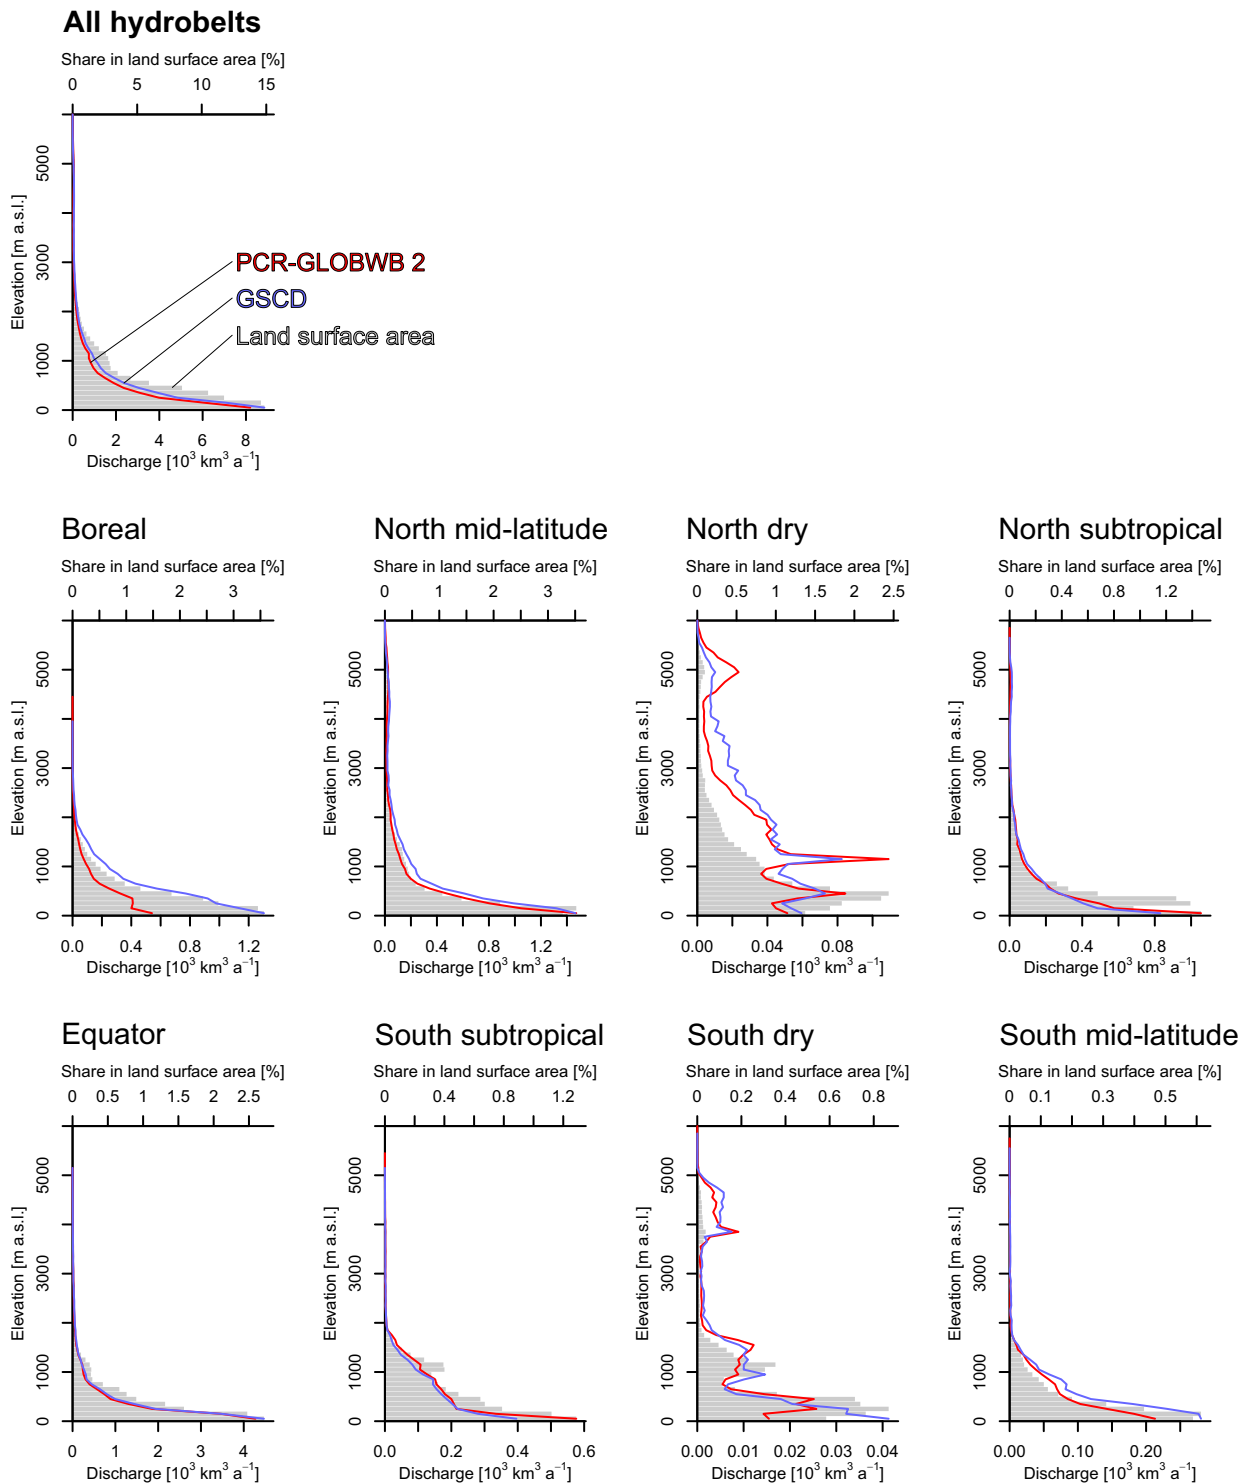 All hydrobelts
Share in land surface area [%]
0 5 10 15
Elevation [m a.s.l.]
5000
3000
1000
0
PCR-GLOBWB 2
GSCD
Land surface area
0 2 4 6 8
Discharge [10³ km³ a⁻¹]
Boreal
Share in land surface area [%]
0 1 2 3
Elevation [m a.s.l.]
5000
3000
1000
0
0.0 0.4 0.8 1.2
Discharge [10³ km³ a⁻¹]
North mid-latitude
Share in land surface area [%]
0 1 2 3
Elevation [m a.s.l.]
5000
3000
1000
0
0.0 0.4 0.8 1.2
Discharge [10³ km³ a⁻¹]
North dry
Share in land surface area [%]
0 0.5 1 1.5 2 2.5
Elevation [m a.s.l.]
5000
3000
1000
0
0.00 0.04 0.08
Discharge [10³ km³ a⁻¹]
North subtropical
Share in land surface area [%]
0 0.4 0.8 1.2
Elevation [m a.s.l.]
5000
3000
1000
0
0.0 0.4 0.8
Discharge [10³ km³ a⁻¹]
Equator
Share in land surface area [%]
0 0.5 1 1.5 2 2.5
Elevation [m a.s.l.]
5000
3000
1000
0
0 1 2 3 4
Discharge [10³ km³ a⁻¹]
South subtropical
Share in land surface area [%]
0 0.4 0.8 1.2
Elevation [m a.s.l.]
5000
3000
1000
0
0.0 0.2 0.4 0.6
Discharge [10³ km³ a⁻¹]
South dry
Share in land surface area [%]
0 0.2 0.4 0.6 0.8
Elevation [m a.s.l.]
5000
3000
1000
0
0.00 0.01 0.02 0.03 0.04
Discharge [10³ km³ a⁻¹]
South mid-latitude
Share in land surface area [%]
0 0.1 0.3 0.5
Elevation [m a.s.l.]
5000
3000
1000
0
0.00 0.10 0.20
Discharge [10³ km³ a⁻¹]